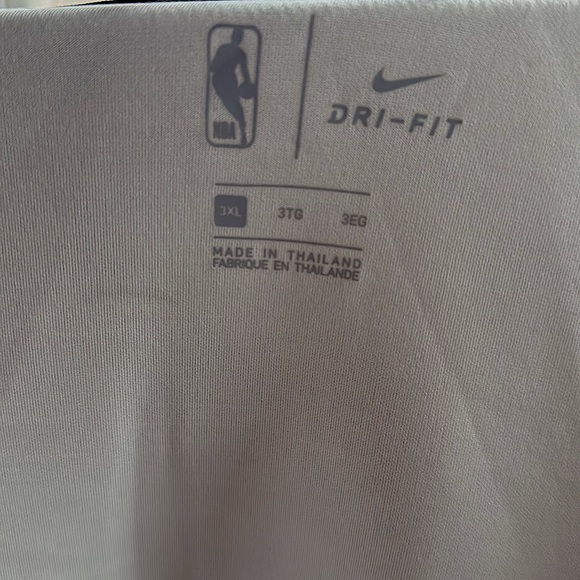 NBA
DRI-FIT
3XL 3TG 3EG
MADE IN THAILAND
FABRIQUE EN THAILANDE